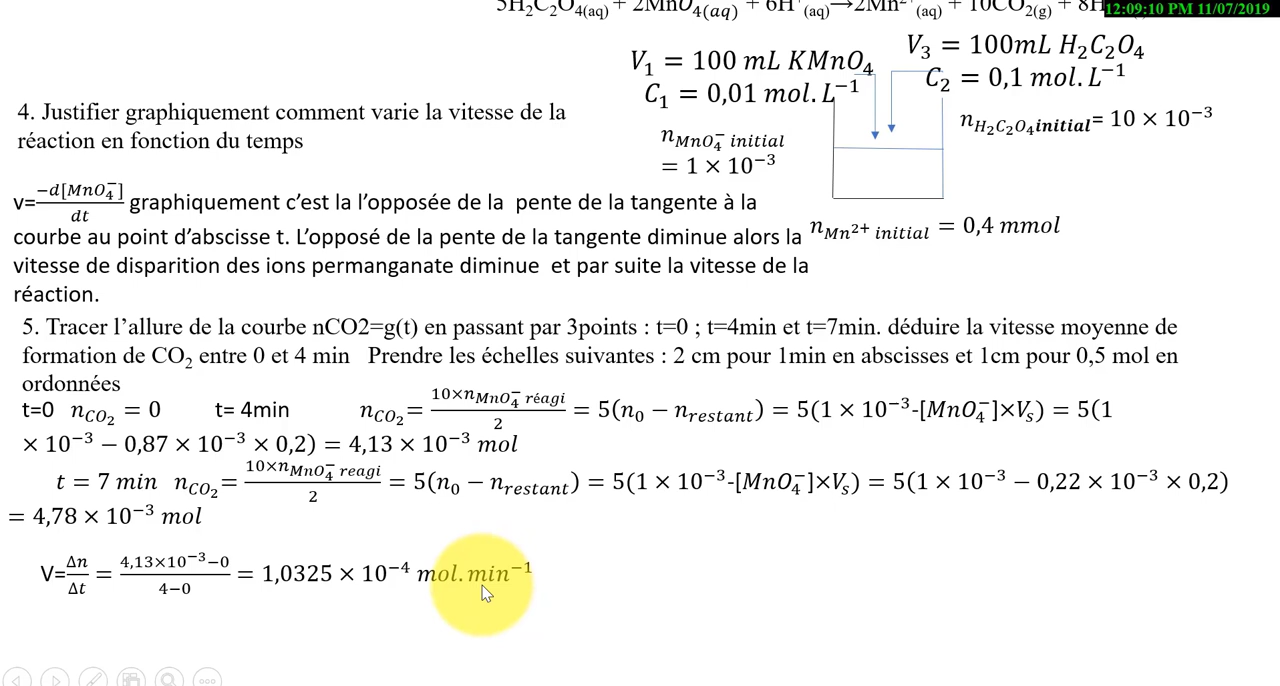 5H₂C₂O₄(aq) + 2MnO₄(aq) + 6H⁺(aq)→2Mn²⁺(aq) + 10CO₂(g) + 8H
12:09:10 PM 11/07/2019
V₁ = 100 mL KMnO₄
V₃ = 100mL H₂C₂O₄
C₁ = 0,01 mol.L⁻¹
C₂ = 0,1 mol.L⁻¹
4. Justifier graphiquement comment varie la vitesse de la
réaction en fonction du temps
n MnO₄⁻ initial
= 1 × 10⁻³
n H₂C₂O₄ initial= 10 × 10⁻³
v=-d[MnO₄⁻]/dt graphiquement c’est la l’opposée de la pente de la tangente à la
courbe au point d’abscisse t. L’opposé de la pente de la tangente diminue alors la
n Mn²⁺ initial = 0,4 mmol
vitesse de disparition des ions permanganate diminue et par suite la vitesse de la
réaction.
5. Tracer l’allure de la courbe nCO2=g(t) en passant par 3points : t=0 ; t=4min et t=7min. déduire la vitesse moyenne de
formation de CO₂ entre 0 et 4 min Prendre les échelles suivantes : 2 cm pour 1min en abscisses et 1cm pour 0,5 mol en
ordonnées
t=0 n CO₂ = 0 t= 4min n CO₂= 10×n MnO₄⁻ réagi/2 = 5(n₀ − n restant) = 5(1 × 10⁻³-[MnO₄⁻]×Vₛ) = 5(1
× 10⁻³ − 0,87 × 10⁻³ × 0,2) = 4,13 × 10⁻³ mol
t = 7 min n CO₂= 10×n MnO₄⁻ reagi/2 = 5(n₀ − n restant) = 5(1 × 10⁻³-[MnO₄⁻]×Vₛ) = 5(1 × 10⁻³ − 0,22 × 10⁻³ × 0,2)
= 4,78 × 10⁻³ mol
V=Δn/Δt = 4,13×10⁻³−0/4−0 = 1,0325 × 10⁻⁴ mol.min⁻¹